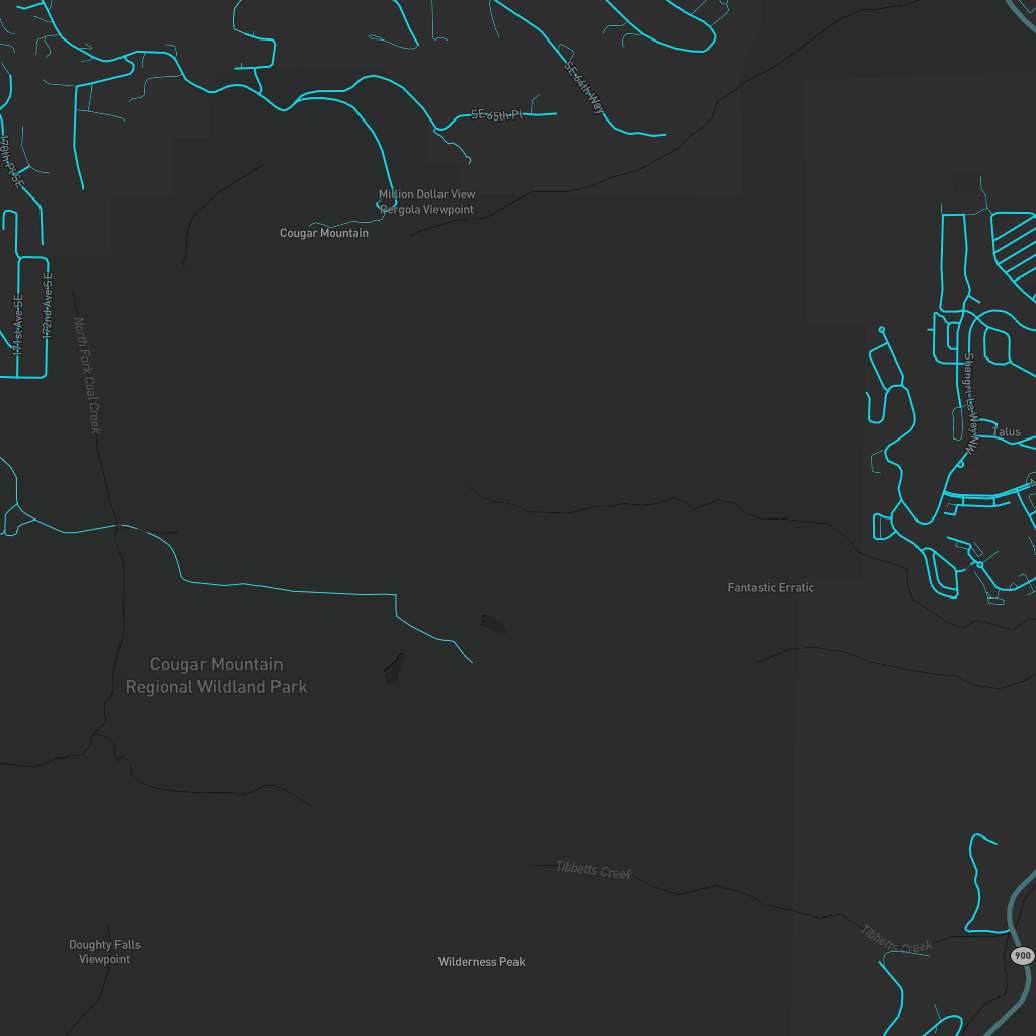 SE 64th Way
SE 65th Pl
170th Pl SE
Million Dollar View
Pergola Viewpoint
Cougar Mountain
171st Ave SE
172nd Ave SE
North Fork Coal Creek
Shangri-La Way NW
Talus
Fantastic Erratic
Cougar Mountain
Regional Wildland Park
Tibbetts Creek
Tibbetts Creek
Doughty Falls
Viewpoint
Wilderness Peak
900